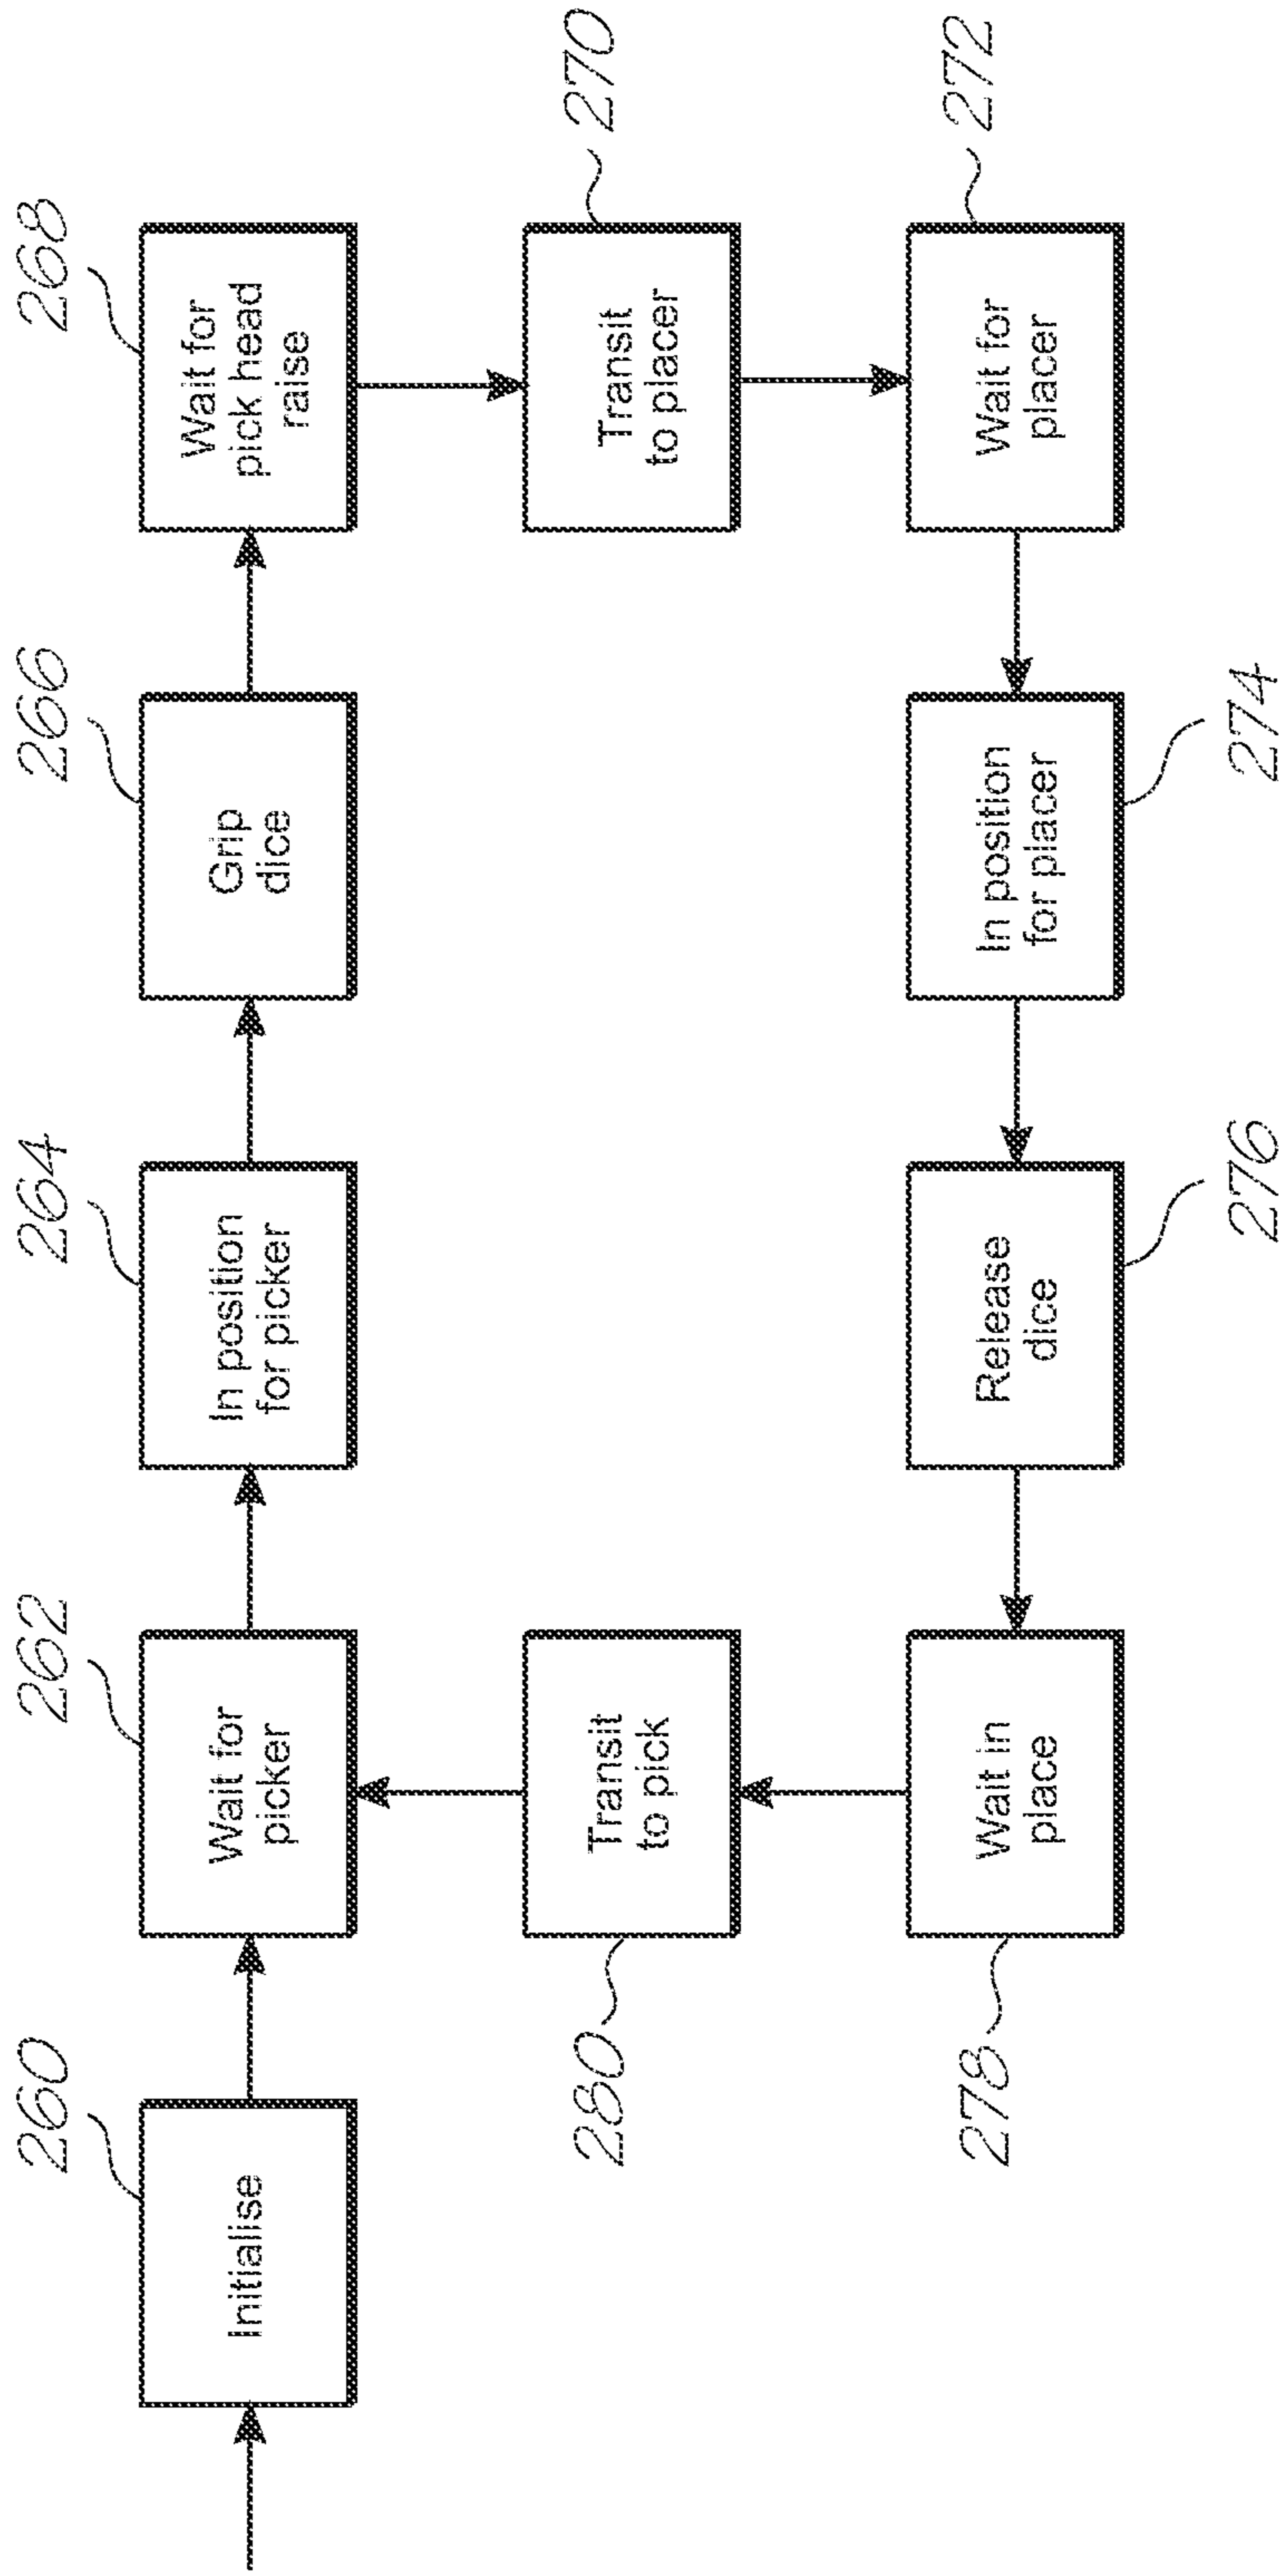 260
Initialise
262
Wait for
picker
264
In position
for picker
266
Grip
dice
268
Wait for
pick head
raise
270
Transit
to placer
272
Wait for
placer
274
In position
for placer
276
Release
dice
278
Wait in
place
280
Transit
to pick